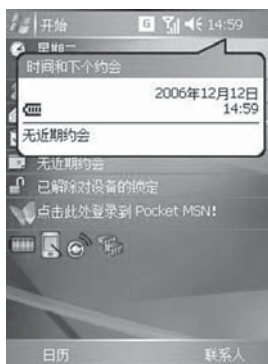 开始 G 14:59
星期一
时间和下个约会
2006年12月12日
14:59
无近期约会
无近期约会
已解除对设备的锁定
点击此处登录到 Pocket MSN!
日历 联系人